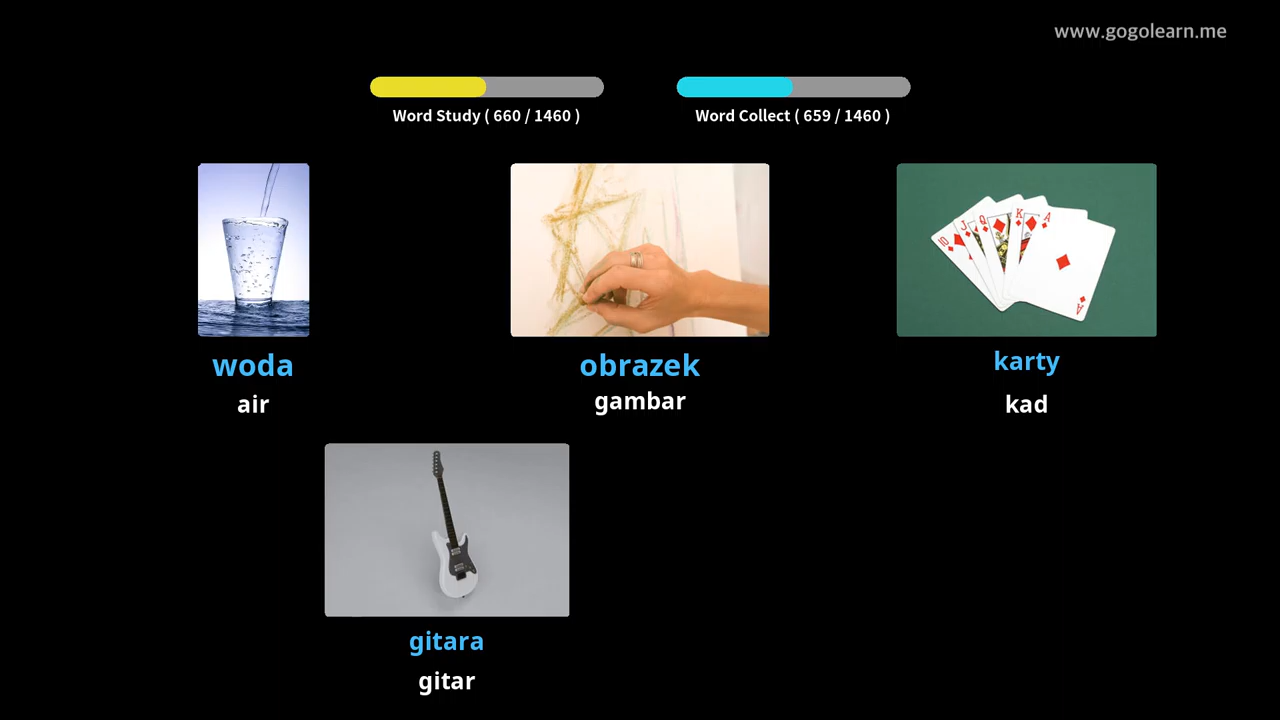 www.gogolearn.me
Word Study ( 660 / 1460 )
Word Collect ( 659 / 1460 )
woda
air
obrazek
gambar
karty
kad
gitara
gitar